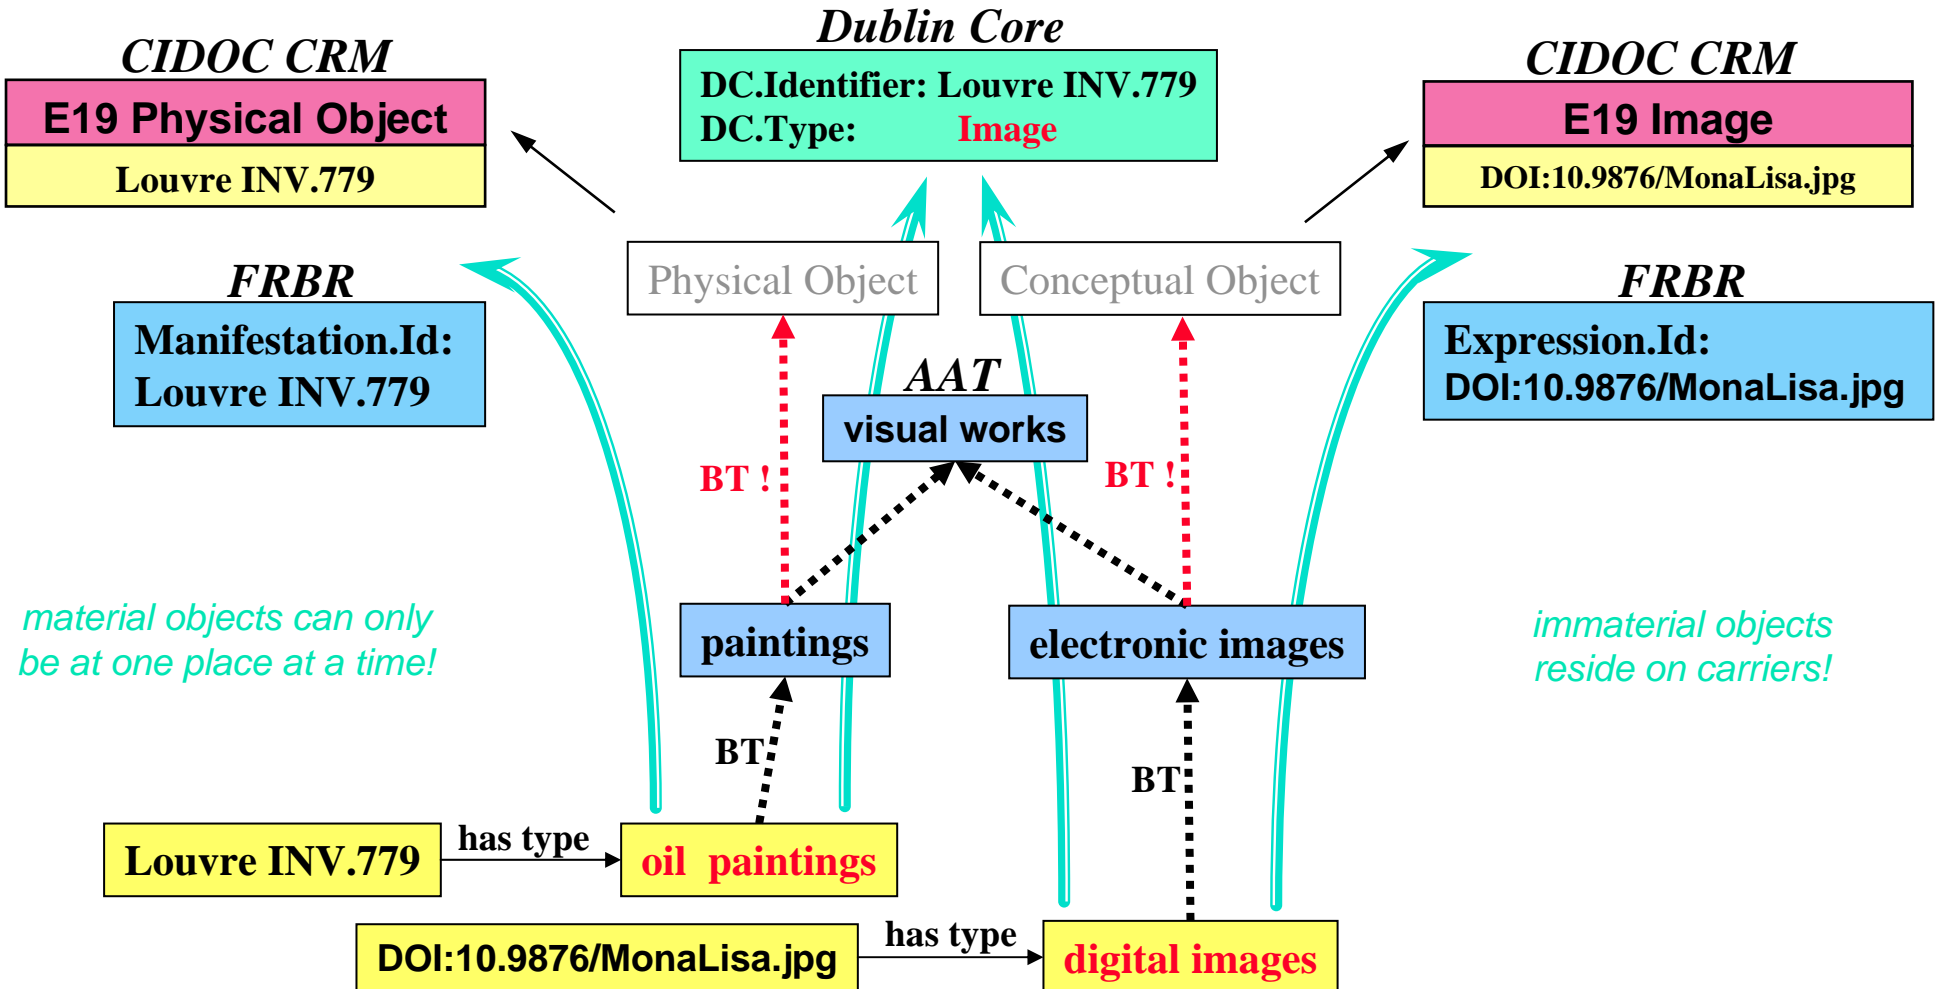 Dublin Core
CIDOC CRM
CIDOC CRM
DC.Identifier: Louvre INV.779
DC.Type: Image
E19 Physical Object
Louvre INV.779
E19 Image
DOI:10.9876/MonaLisa.jpg
Physical Object
Conceptual Object
FRBR
Manifestation.Id:
Louvre INV.779
FRBR
Expression.Id:
DOI:10.9876/MonaLisa.jpg
AAT
visual works
BT !
BT !
material objects can only
be at one place at a time!
paintings
electronic images
immaterial objects
reside on carriers!
BT
BT
Louvre INV.779
has type
oil paintings
DOI:10.9876/MonaLisa.jpg
has type
digital images